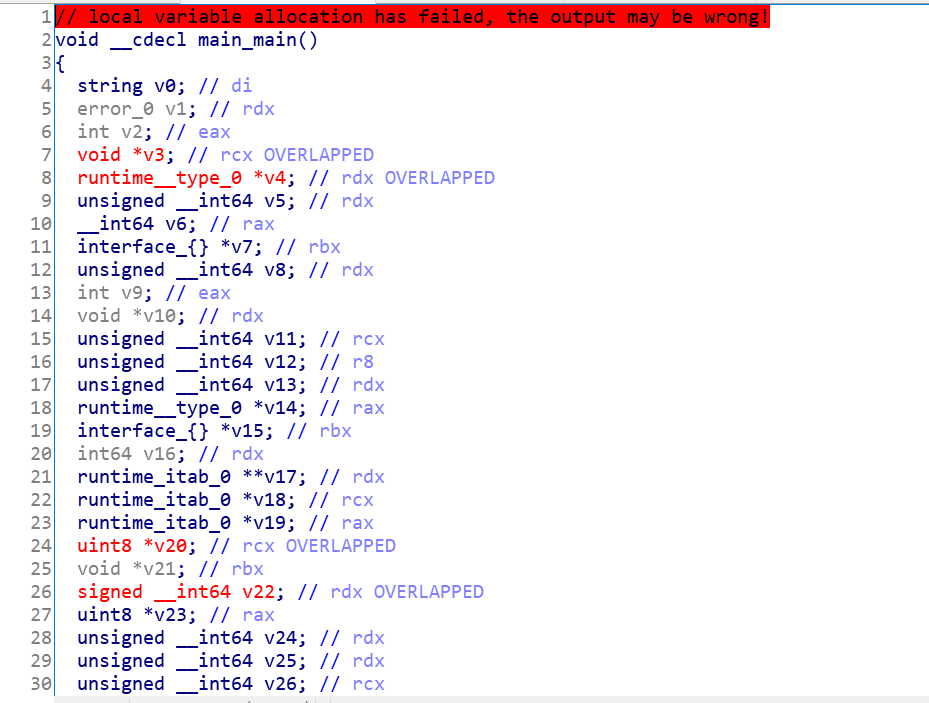 1 // local variable allocation has failed, the output may be wrong!
2 void __cdecl main_main()
3 {
4 string v0; // di
5 error_0 v1; // rdx
6 int v2; // eax
7 void *v3; // rcx OVERLAPPED
8 runtime__type_0 *v4; // rdx OVERLAPPED
9 unsigned __int64 v5; // rdx
10 __int64 v6; // rax
11 interface_{} *v7; // rbx
12 unsigned __int64 v8; // rdx
13 int v9; // eax
14 void *v10; // rdx
15 unsigned __int64 v11; // rcx
16 unsigned __int64 v12; // r8
17 unsigned __int64 v13; // rdx
18 runtime__type_0 *v14; // rax
19 interface_{} *v15; // rbx
20 int64 v16; // rdx
21 runtime_itab_0 **v17; // rdx
22 runtime_itab_0 *v18; // rcx
23 runtime_itab_0 *v19; // rax
24 uint8 *v20; // rcx OVERLAPPED
25 void *v21; // rbx
26 signed __int64 v22; // rdx OVERLAPPED
27 uint8 *v23; // rax
28 unsigned __int64 v24; // rdx
29 unsigned __int64 v25; // rdx
30 unsigned __int64 v26; // rcx